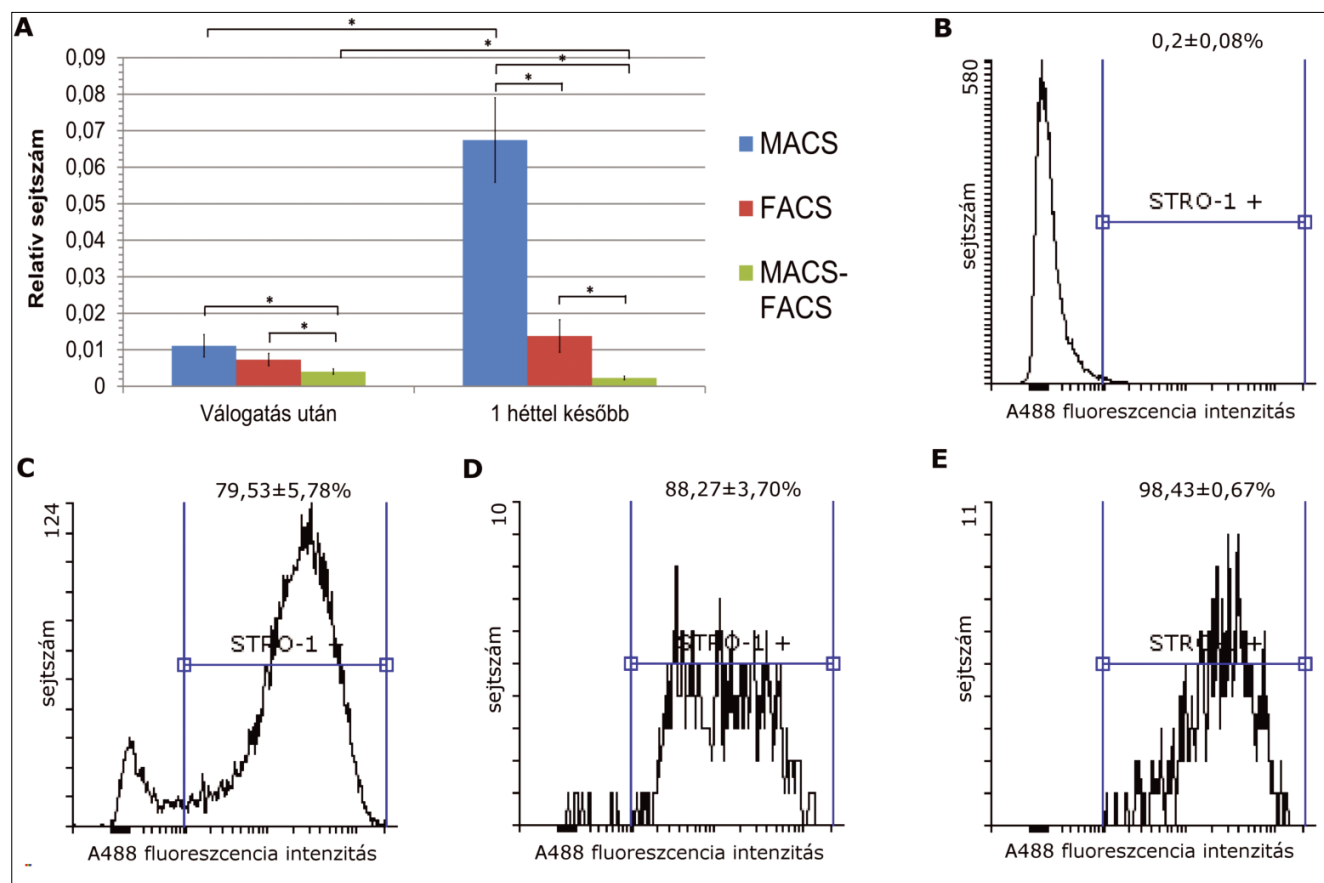 A
*
*
*
*
0,09
0,08
0,07
0,06
0,05
0,04
0,03
0,02
0,01
0
Relatív sejtszám
*
*
*
Válogatás után
1 héttel később
MACS
FACS
MACS-
FACS
B
0,2±0,08%
580
sejtszám
STRO-1 +
A488 fluoreszcencia intenzitás
C
79,53±5,78%
124
sejtszám
STRO-1 +
A488 fluoreszcencia intenzitás
D
88,27±3,70%
10
sejtszám
STRO-1 +
A488 fluoreszcencia intenzitás
E
98,43±0,67%
11
sejtszám
STRO-1 +
A488 fluoreszcencia intenzitás